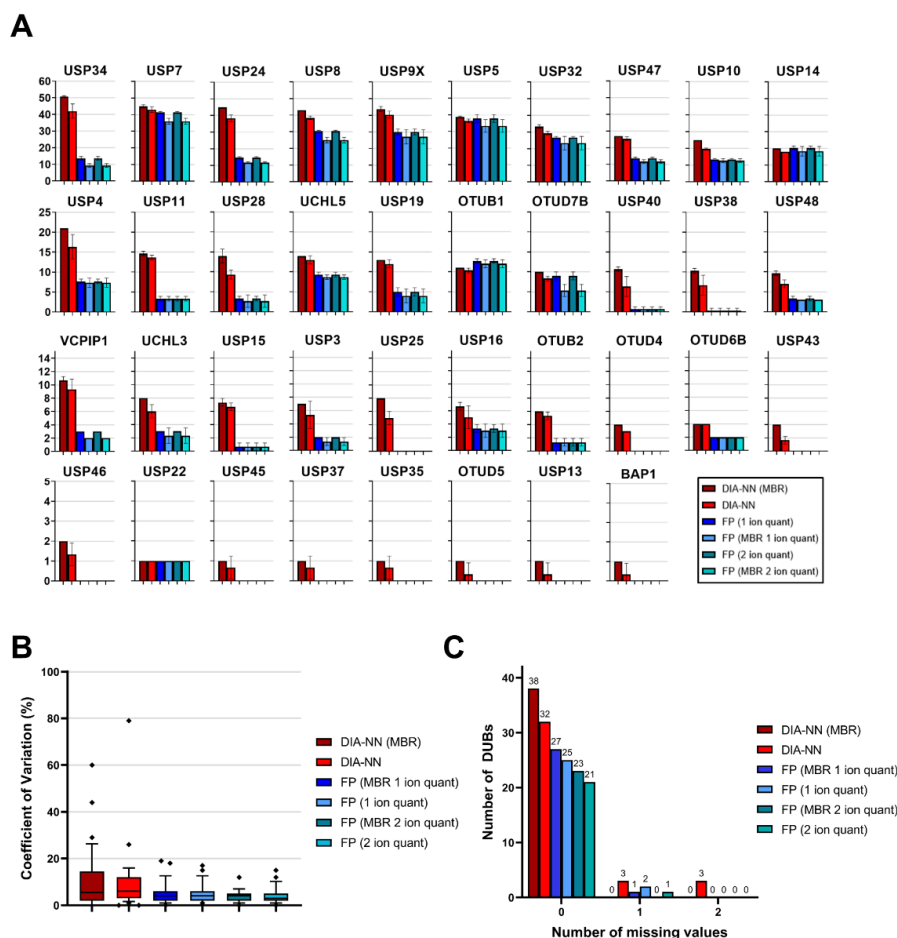 A
USP34 USP7 USP24 USP8 USP9X USP5 USP32 USP47 USP10 USP14
60
50
40
30
20
10
0
USP4 USP11 USP28 UCHL5 USP19 OTUB1 OTUD7B USP40 USP38 USP48
25
20
15
10
5
0
VCPIP1 UCHL3 USP15 USP3 USP25 USP16 OTUB2 OTUD4 OTUD6B USP43
14
12
10
8
6
4
2
0
USP46 USP22 USP45 USP37 USP35 OTUD5 USP13 BAP1
5
4
3
2
1
0
DIA-NN (MBR)
DIA-NN
FP (1 ion quant)
FP (MBR 1 ion quant)
FP (2 ion quant)
FP (MBR 2 ion quant)
B
Coefficient of Variation (%)
100
80
60
40
20
0
DIA-NN (MBR)
DIA-NN
FP (MBR 1 ion quant)
FP (1 ion quant)
FP (MBR 2 ion quant)
FP (2 ion quant)
C
Number of DUBs
40
20
0
38 32 27 25 23 21
0 3 1 2 0 1
0 3 0 0 0 0
0 1 2
Number of missing values
DIA-NN (MBR)
DIA-NN
FP (MBR 1 ion quant)
FP (1 ion quant)
FP (MBR 2 ion quant)
FP (2 ion quant)